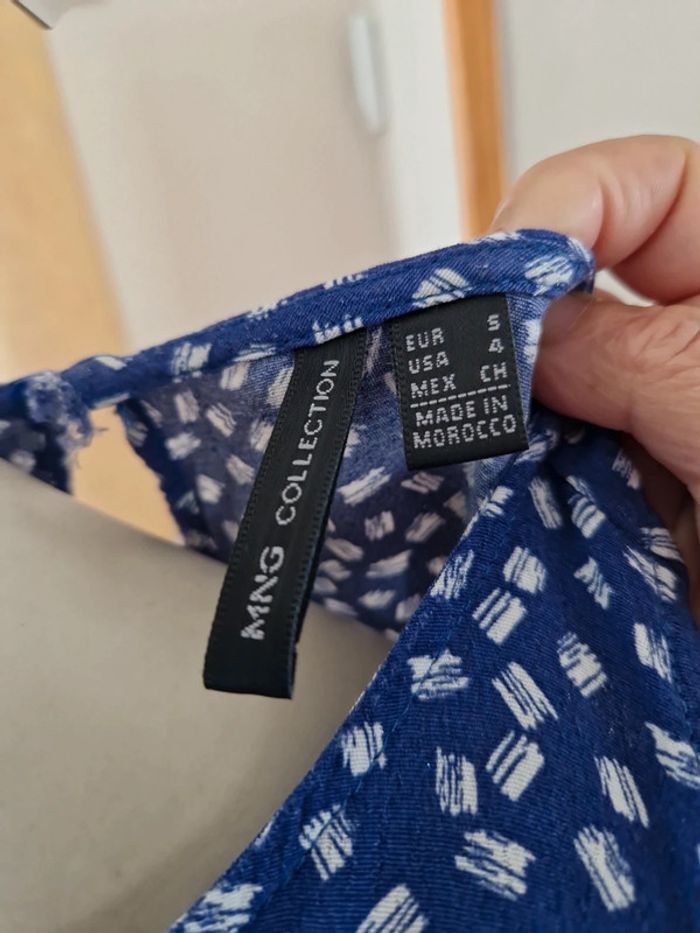 MNG COLLECTION
EUR S
USA 4
MEX CH
MADE IN
MOROCCO